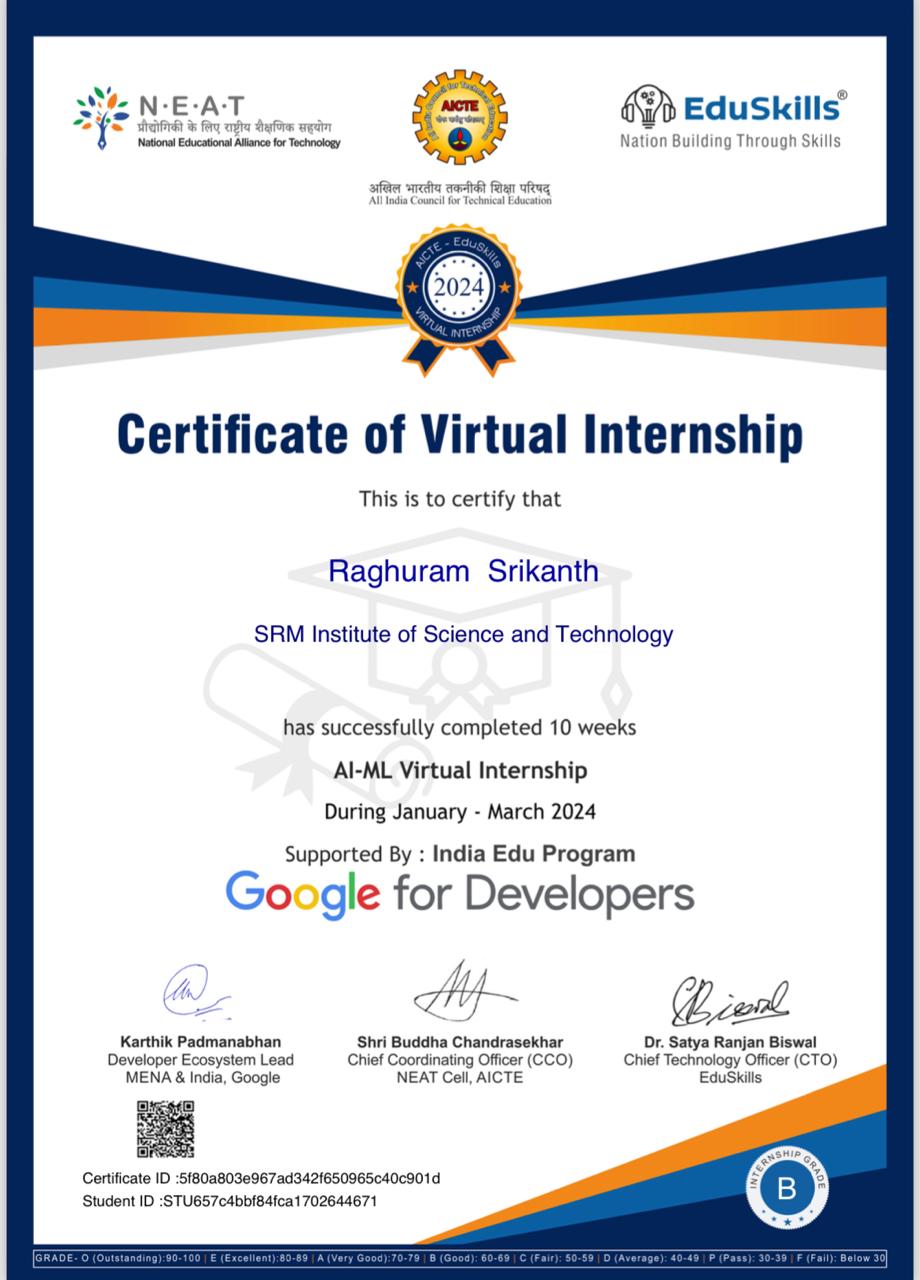 N·E·A·T
प्रौद्योगिकी के लिए राष्ट्रीय शैक्षणिक सहयोग
National Educational Alliance for Technology
All India Council for Technical Education
AICTE
अखिल भारतीय तकनीकी शिक्षा परिषद्
All India Council for Technical Education
EduSkills®
Nation Building Through Skills
AICTE - EduSkills
2024
VIRTUAL INTERNSHIP
Certificate of Virtual Internship
This is to certify that
Raghuram Srikanth
SRM Institute of Science and Technology
has successfully completed 10 weeks
AI-ML Virtual Internship
During January - March 2024
Supported By : India Edu Program
Google for Developers
Karthik Padmanabhan
Developer Ecosystem Lead
MENA & India, Google
Shri Buddha Chandrasekhar
Chief Coordinating Officer (CCO)
NEAT Cell, AICTE
Dr. Satya Ranjan Biswal
Chief Technology Officer (CTO)
EduSkills
Certificate ID :5f80a803e967ad342f650965c40c901d
Student ID :STU657c4bbf84fca1702644671
INTERNSHIP GRADE
B
GRADE- O (Outstanding):90-100 | E (Excellent):80-89 | A (Very Good):70-79 | B (Good): 60-69 | C (Fair): 50-59 | D (Average): 40-49 | P (Pass): 30-39 | F (Fail): Below 30